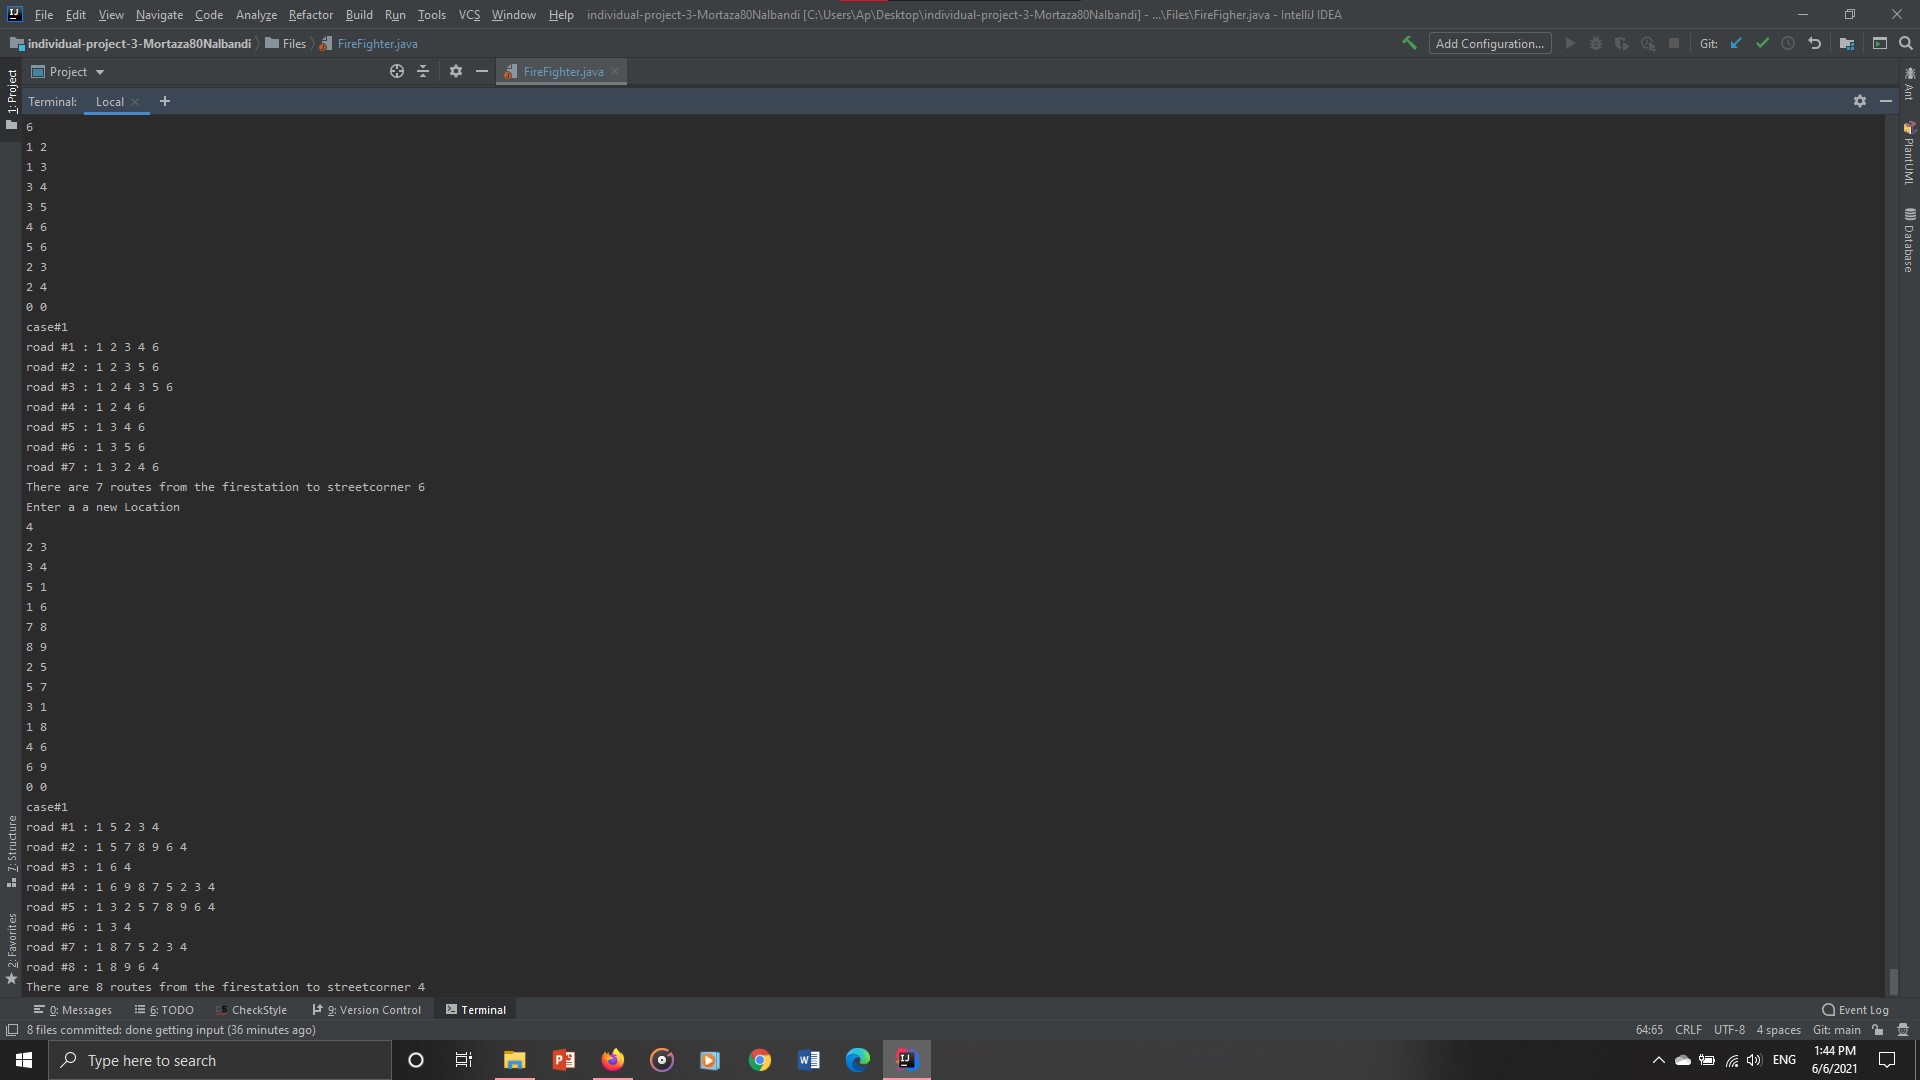 File Edit View Navigate Code Analyze Refactor Build Run Tools VCS Window Help individual-project-3-Mortaza80Nalbandi [C:\Users\Ap\Desktop\individual-project-3-Mortaza80Nalbandi] - ...\Files\FireFigher.java - IntelliJ IDEA
individual-project-3-Mortaza80Nalbandi Files FireFighter.java Add Configuration... Git:
Project FireFighter.java
Terminal: Local +
1: Project
7: Structure
2: Favorites
Ant
PlantUML
Database
6
1 2
1 3
3 4
3 5
4 6
5 6
2 3
2 4
0 0
case#1
road #1 : 1 2 3 4 6
road #2 : 1 2 3 5 6
road #3 : 1 2 4 3 5 6
road #4 : 1 2 4 6
road #5 : 1 3 4 6
road #6 : 1 3 5 6
road #7 : 1 3 2 4 6
There are 7 routes from the firestation to streetcorner 6
Enter a a new Location
4
2 3
3 4
5 1
1 6
7 8
8 9
2 5
5 7
3 1
1 8
4 6
6 9
0 0
case#1
road #1 : 1 5 2 3 4
road #2 : 1 5 7 8 9 6 4
road #3 : 1 6 4
road #4 : 1 6 9 8 7 5 2 3 4
road #5 : 1 3 2 5 7 8 9 6 4
road #6 : 1 3 4
road #7 : 1 8 7 5 2 3 4
road #8 : 1 8 9 6 4
There are 8 routes from the firestation to streetcorner 4
0: Messages 6: TODO CheckStyle 9: Version Control Terminal Event Log
8 files committed: done getting input (36 minutes ago) 64:65 CRLF UTF-8 4 spaces Git: main
Type here to search ENG 1:44 PM
6/6/2021